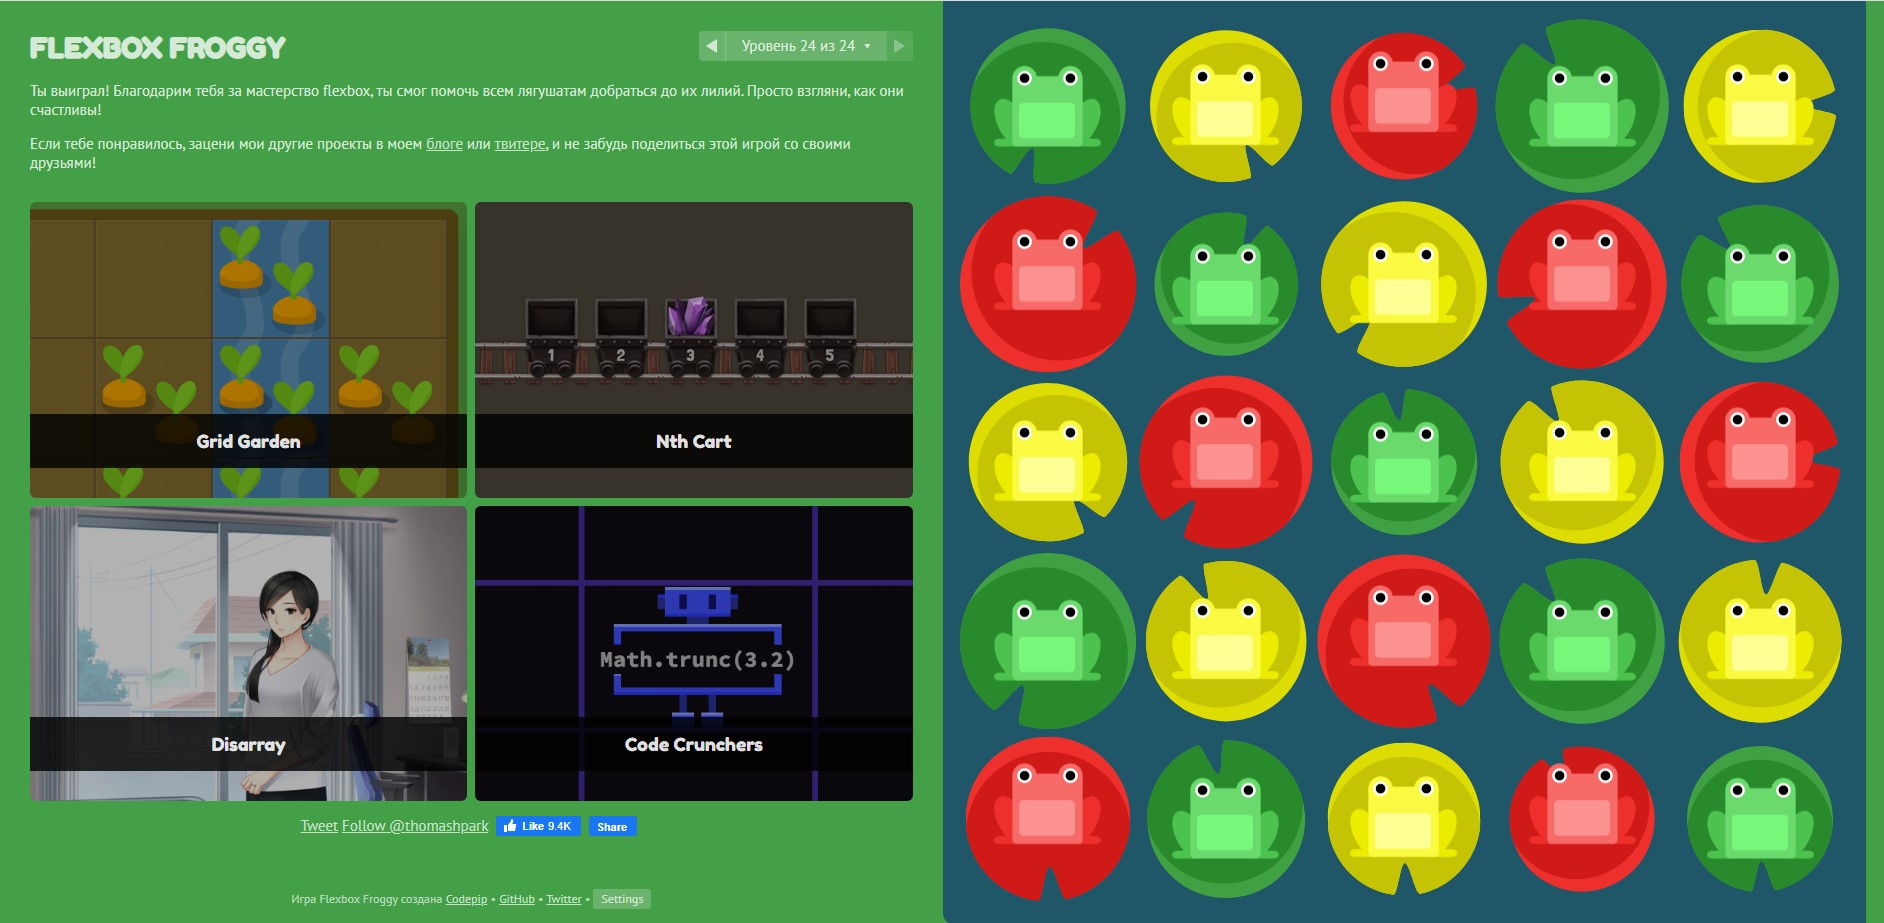 FLEXBOX FROGGY
Уровень 24 из 24
Ты выиграл! Благодарим тебя за мастерство flexbox, ты смог помочь всем лягушатам добраться до их лилий. Просто взгляни, как они
счастливы!
Если тебе понравилось, зацени мои другие проекты в моем блоге или твитере, и не забудь поделиться этой игрой со своими
друзьями!
1 2 3 4 5
Grid Garden
Nth Cart
Math.trunc(3.2)
Disarray
Code Crunchers
Tweet Follow @thomashpark Like 9.4K Share
Игра Flexbox Froggy создана Codepip • GitHub • Twitter • Settings